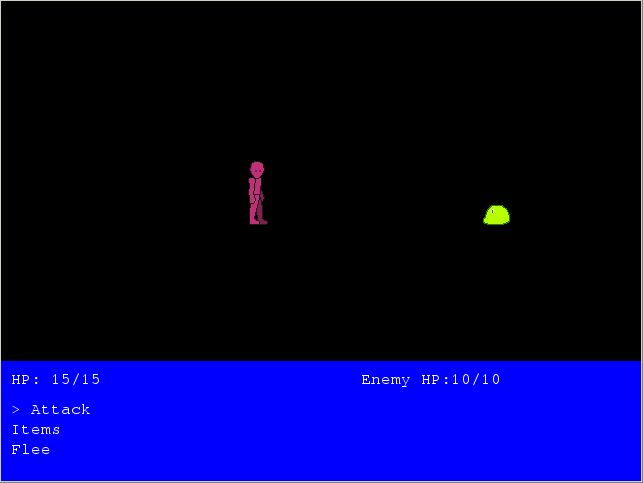 HP: 15/15
Enemy HP:10/10
> Attack
Items
Flee